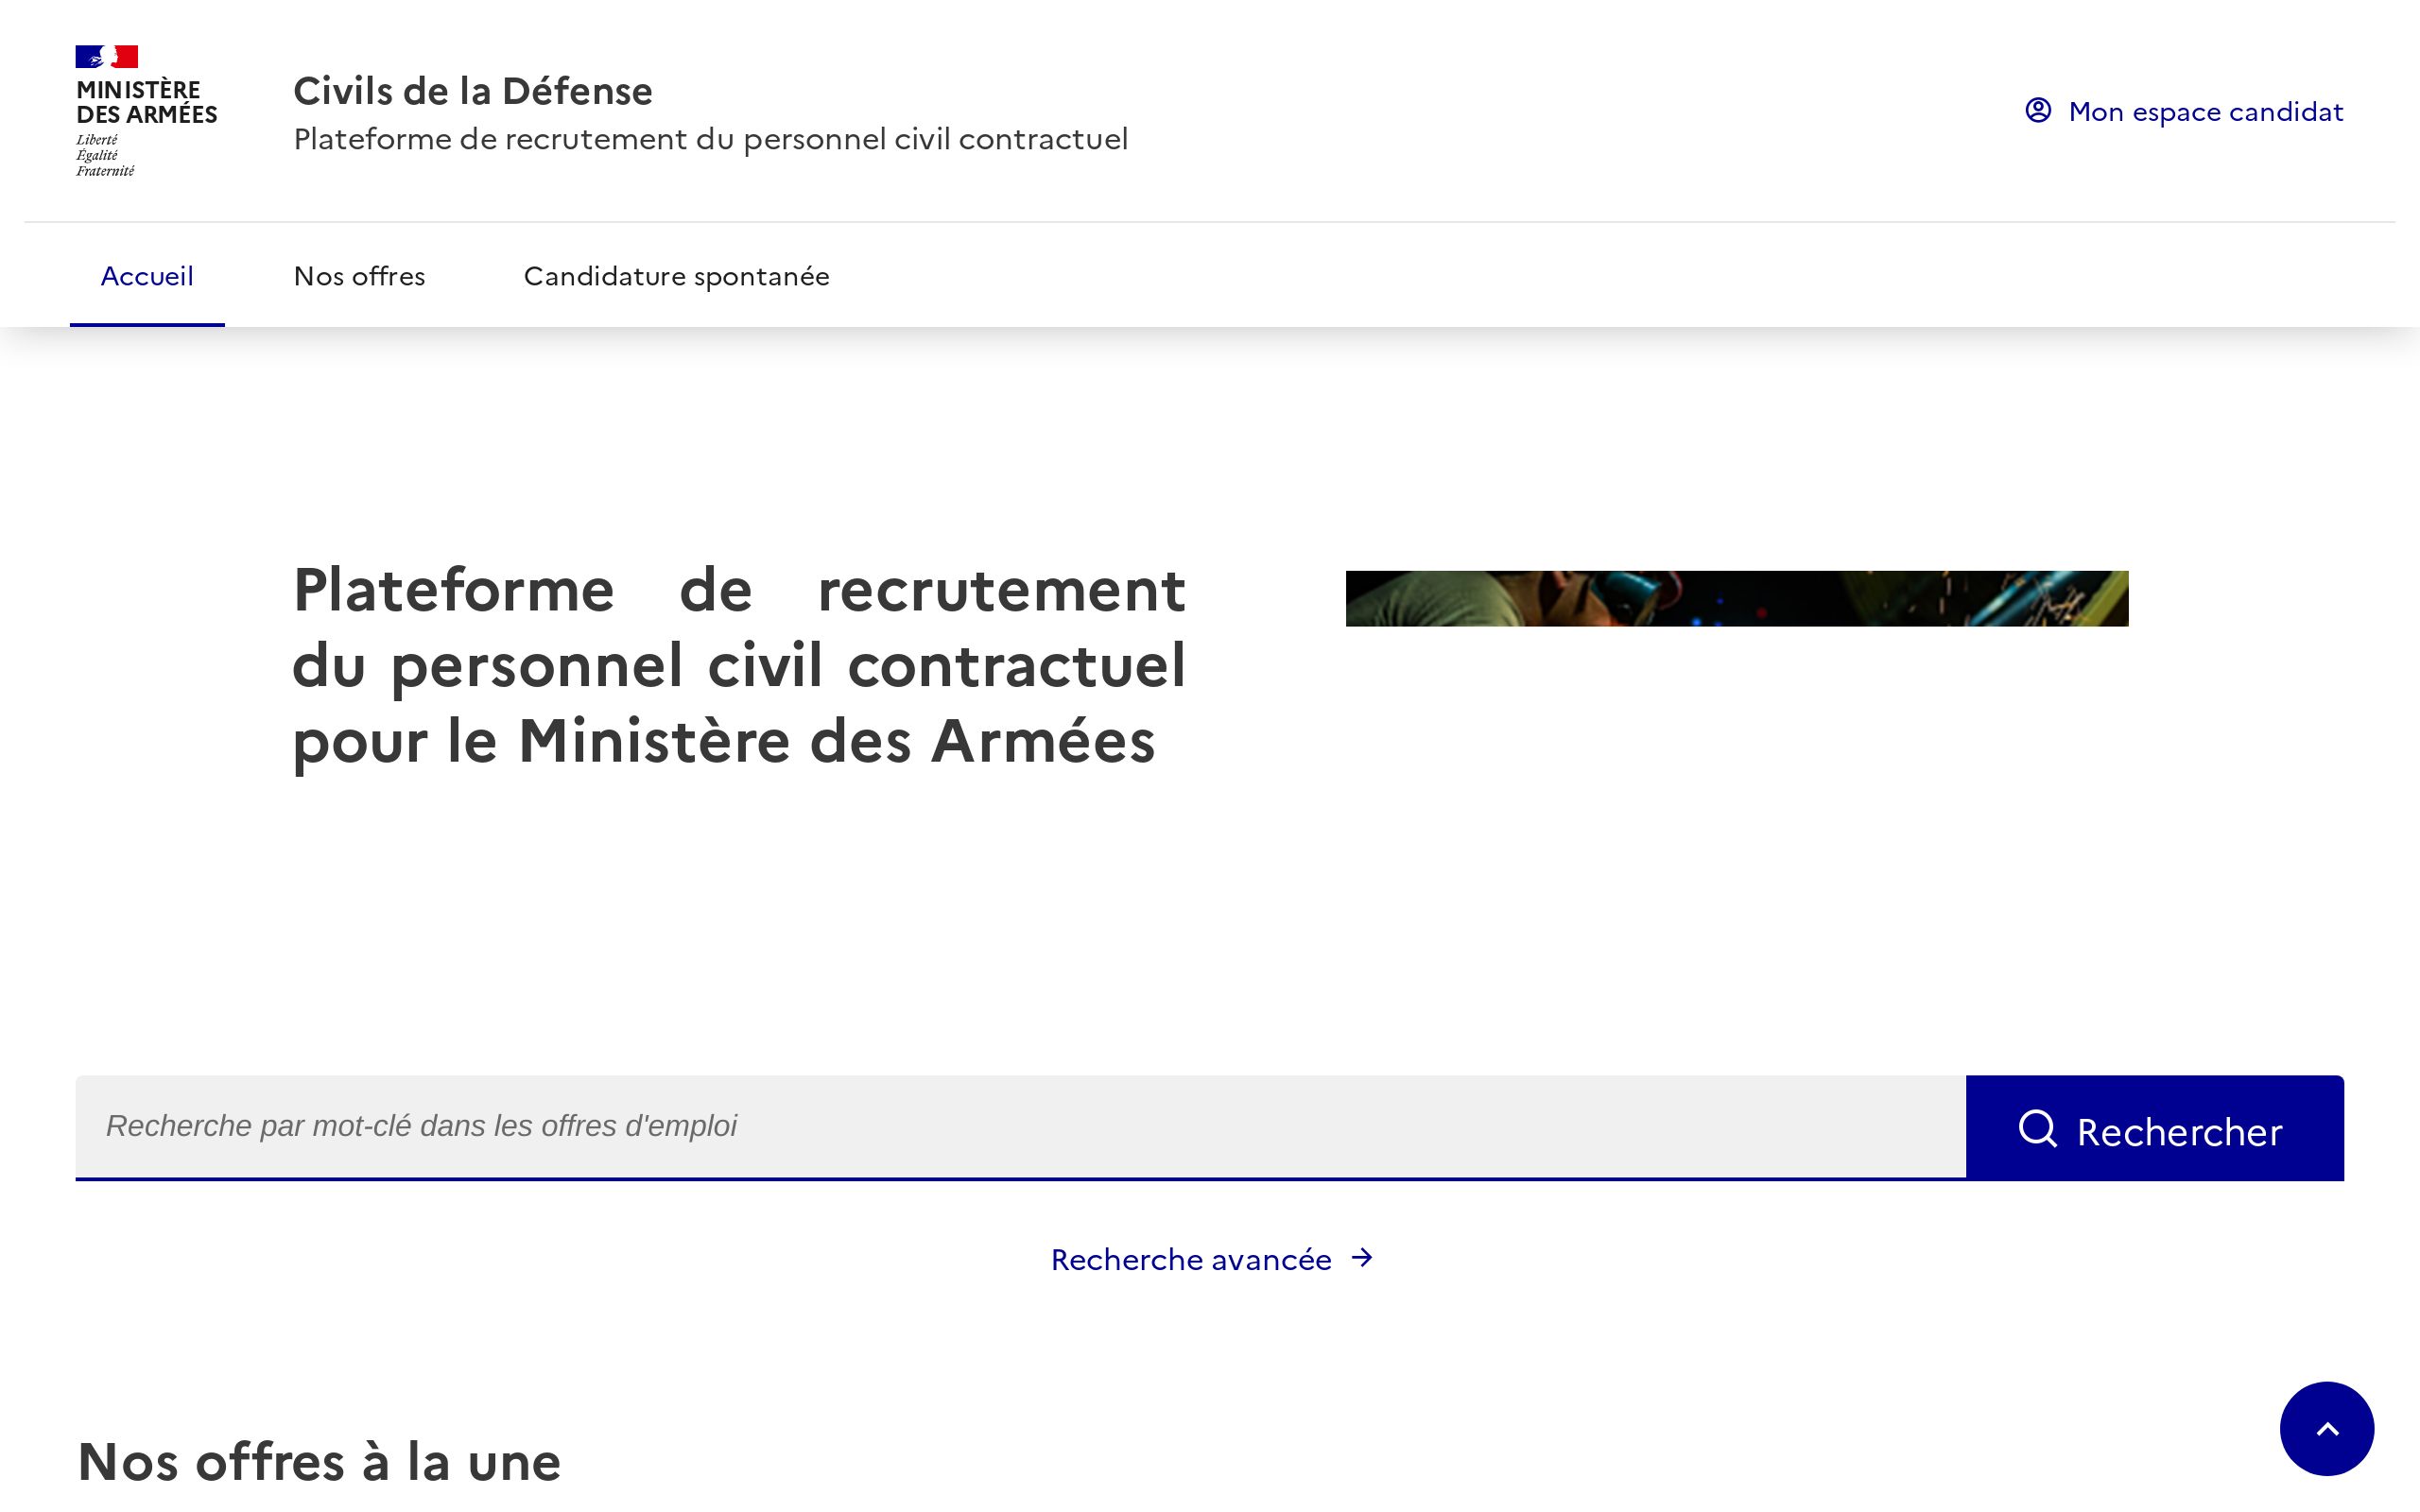 MINISTÈRE
DES ARMÉES
Liberté
Égalité
Fraternité
Civils de la Défense
Plateforme de recrutement du personnel civil contractuel
Mon espace candidat
Accueil
Nos offres
Candidature spontanée
Plateforme de recrutement
du personnel civil contractuel
pour le Ministère des Armées
Recherche par mot-clé dans les offres d'emploi
Rechercher
Recherche avancée
Nos offres à la une